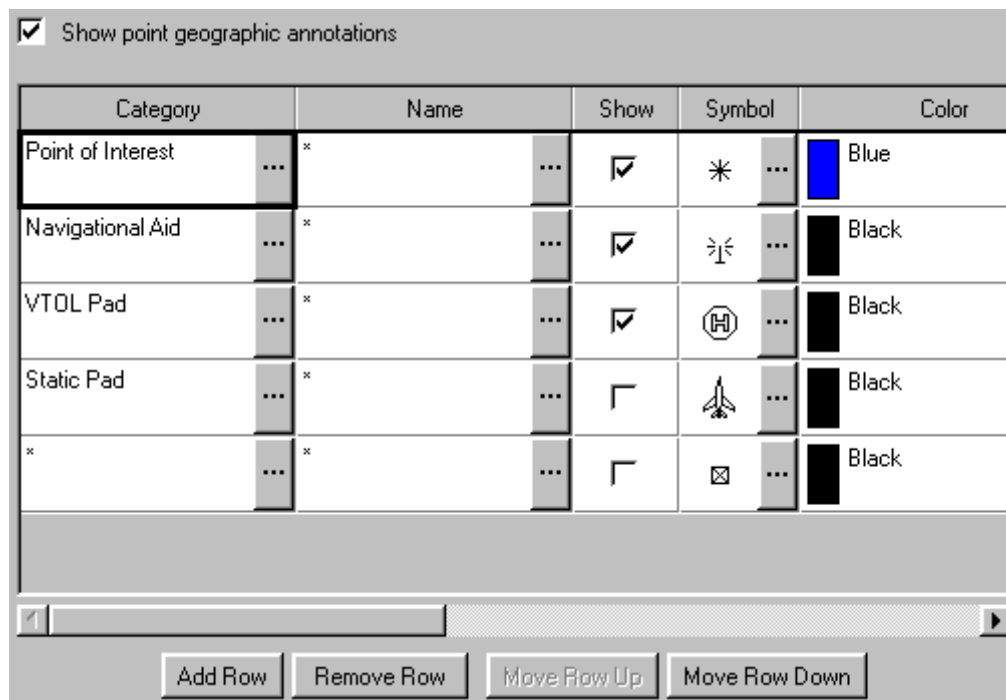 Show point geographic annotations
Category Name Show Symbol Color
Point of Interest ... * ... ... Blue
Navigational Aid ... * ... ... Black
VTOL Pad ... * ... H ... Black
Static Pad ... * ... ... Black
* ... * ... ... Black
Add Row Remove Row Move Row Up Move Row Down